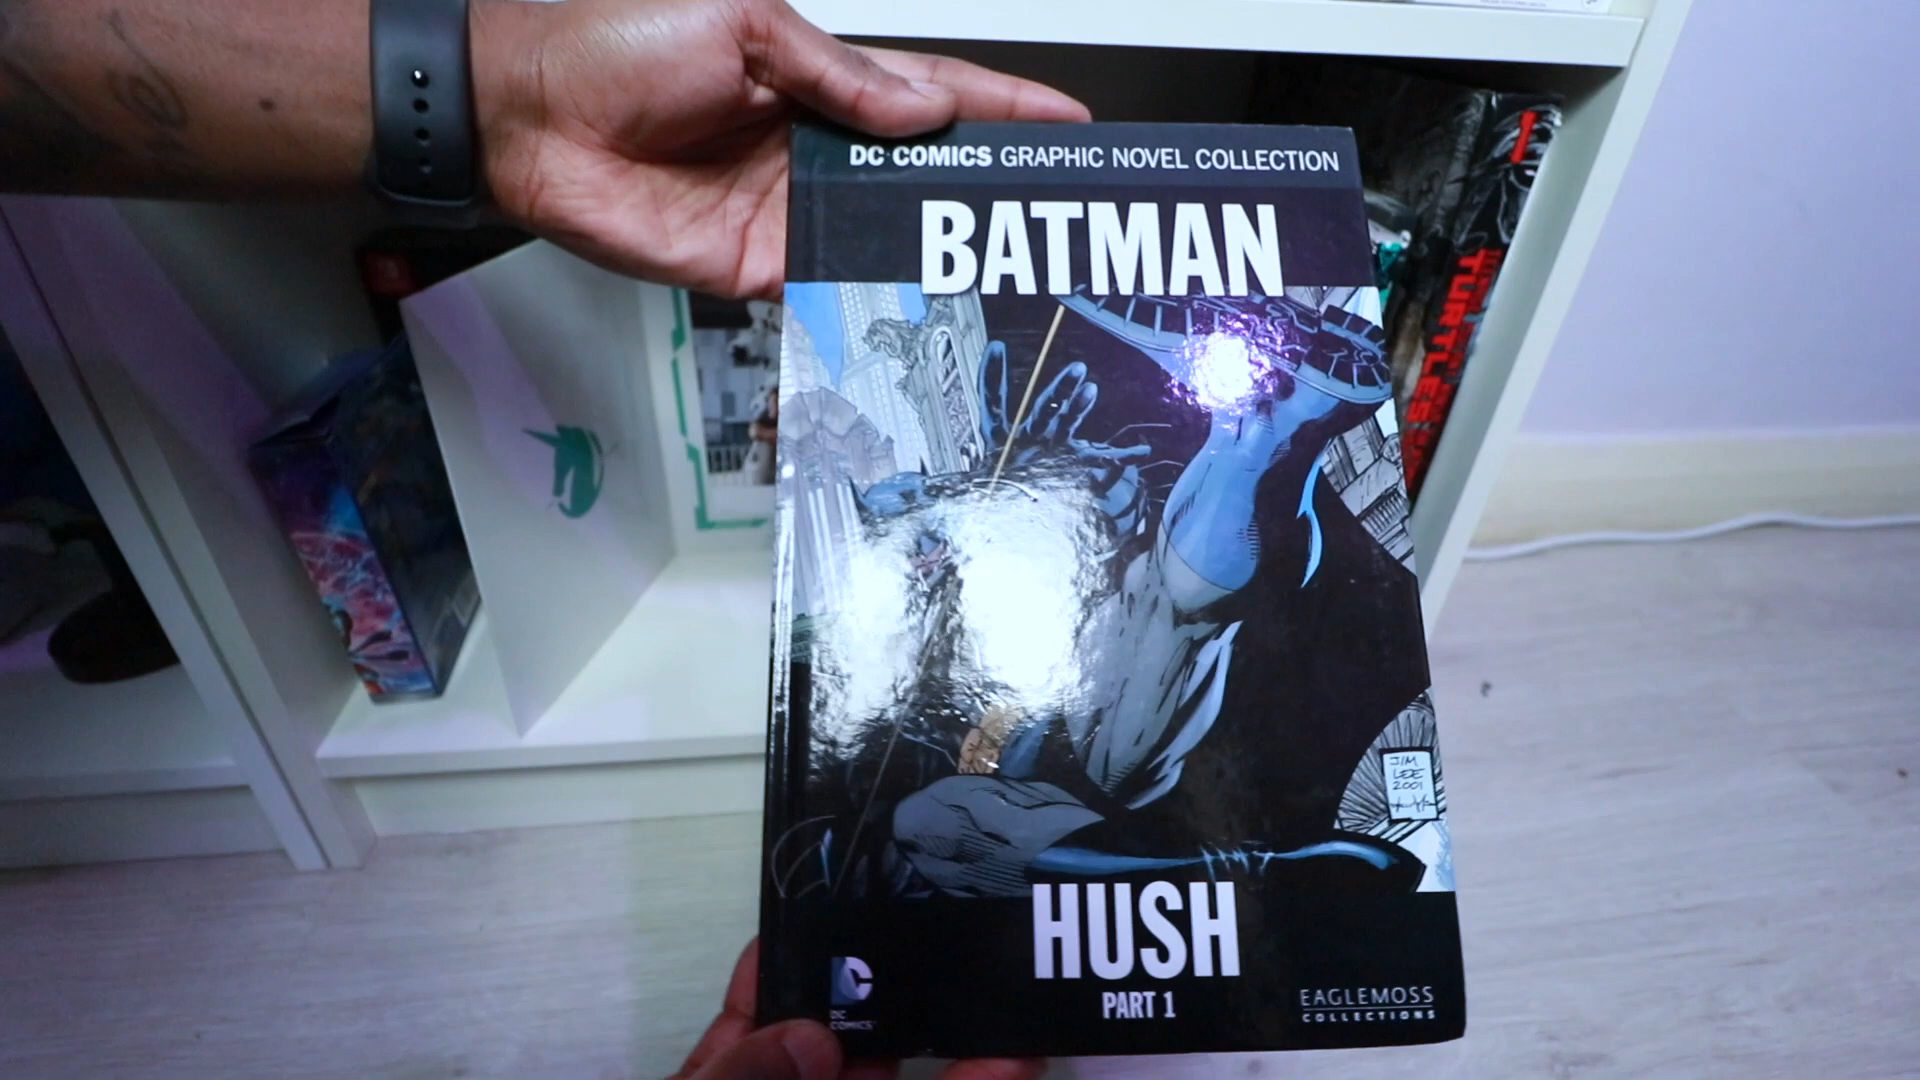 DC COMICS GRAPHIC NOVEL COLLECTION
BATMAN
TURTLES
JIM
LEE
2001
HUSH
PART 1
DC
COMICS
EAGLEMOSS
COLLECTIONS